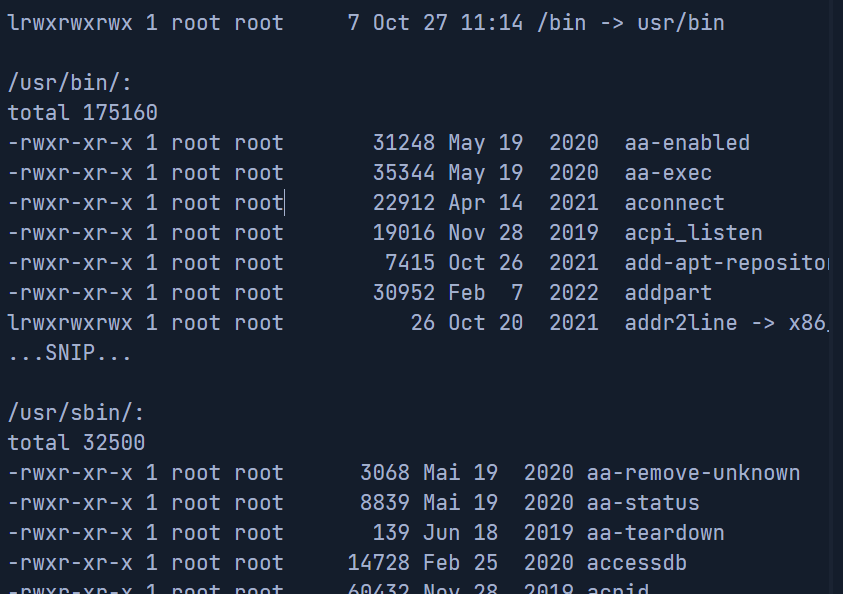 lrwxrwxrwx 1 root root     7 Oct 27 11:14 /bin -> usr/bin

/usr/bin/:
total 175160
-rwxr-xr-x 1 root root       31248 May 19  2020  aa-enabled
-rwxr-xr-x 1 root root       35344 May 19  2020  aa-exec
-rwxr-xr-x 1 root root       22912 Apr 14  2021  aconnect
-rwxr-xr-x 1 root root       19016 Nov 28  2019  acpi_listen
-rwxr-xr-x 1 root root        7415 Oct 26  2021  add-apt-repositor
-rwxr-xr-x 1 root root       30952 Feb  7  2022  addpart
lrwxrwxrwx 1 root root          26 Oct 20  2021  addr2line -> x86_
...SNIP...

/usr/sbin/:
total 32500
-rwxr-xr-x 1 root root      3068 Mai 19  2020 aa-remove-unknown
-rwxr-xr-x 1 root root      8839 Mai 19  2020 aa-status
-rwxr-xr-x 1 root root       139 Jun 18  2019 aa-teardown
-rwxr-xr-x 1 root root     14728 Feb 25  2020 accessdb
-rwxr-xr-x 1 root root     60432 Nov 28  2019 acpid